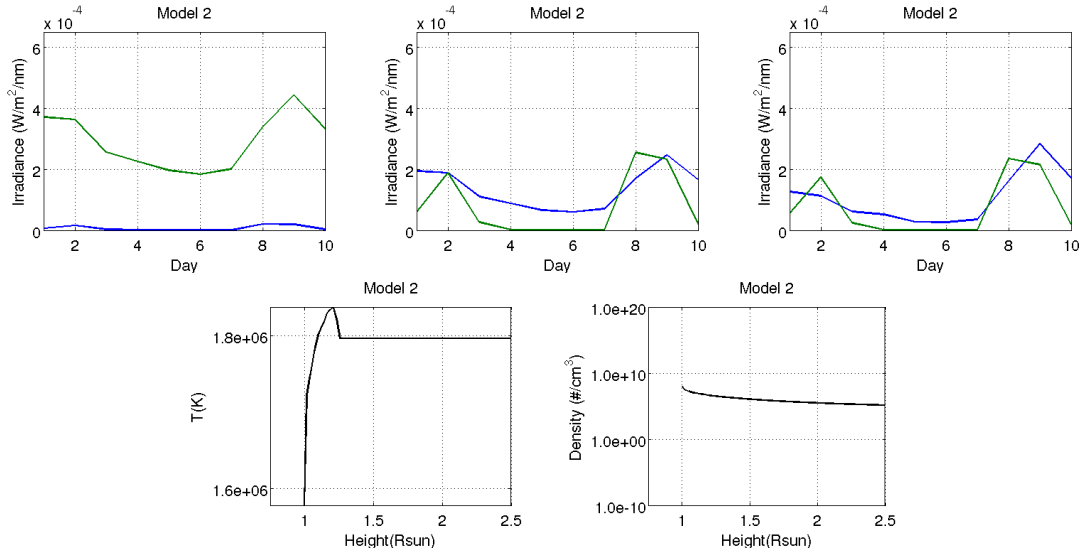 x 10^-4
Model 2
Irradiance (W/m^2/nm)
6
4
2
0
2 4 6 8 10
Day
x 10^-4
Model 2
Irradiance (W/m^2/nm)
6
4
2
0
2 4 6 8 10
Day
x 10^-4
Model 2
Irradiance (W/m^2/nm)
6
4
2
0
2 4 6 8 10
Day
Model 2
T(K)
1.8e+06
1.6e+06
1 1.5 2 2.5
Height(Rsun)
Model 2
Density (#/cm^3)
1.0e+20
1.0e+10
1.0e+00
1.0e-10
1 1.5 2 2.5
Height(Rsun)